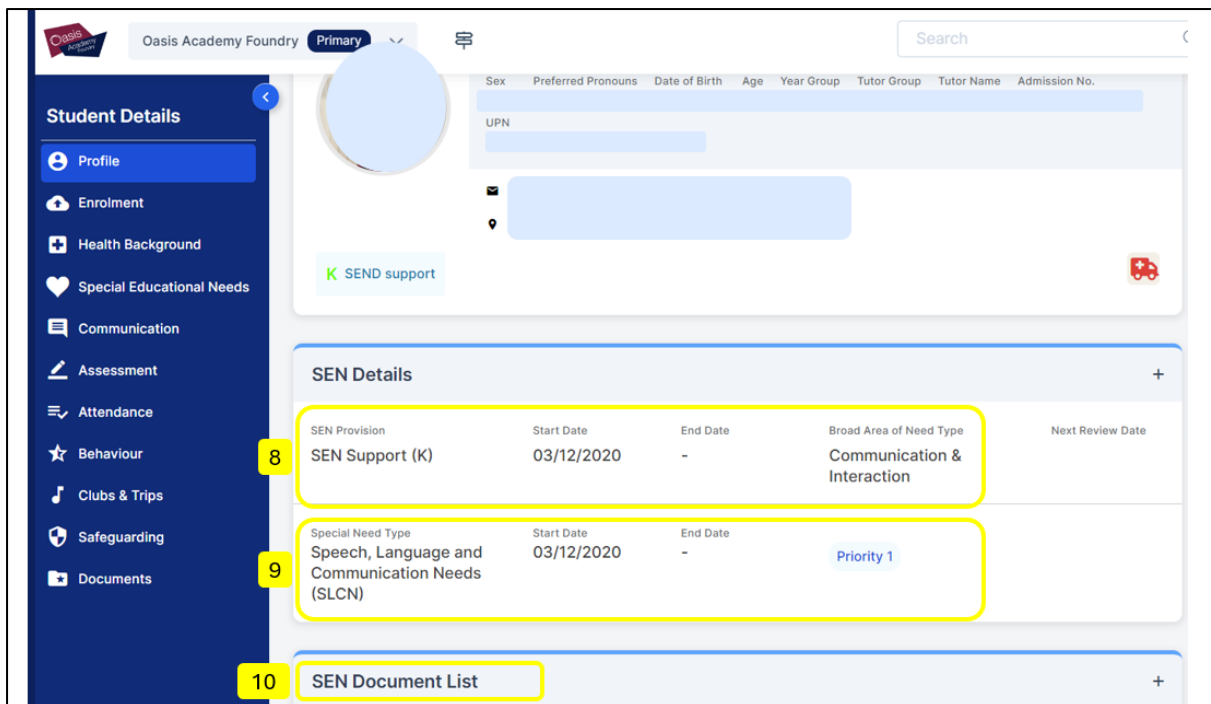 Oasis Academy Foundry
Oasis Academy Foundry Primary
Search
Student Details
Profile
Enrolment
Health Background
Special Educational Needs
Communication
Assessment
Attendance
Behaviour
Clubs & Trips
Safeguarding
Documents
Sex Preferred Pronouns Date of Birth Age Year Group Tutor Group Tutor Name Admission No.
UPN
K SEND support
SEN Details +
SEN Provision Start Date End Date Broad Area of Need Type Next Review Date
8 SEN Support (K) 03/12/2020 - Communication &
Interaction
Special Need Type Start Date End Date
9 Speech, Language and 03/12/2020 - Priority 1
Communication Needs
(SLCN)
10 SEN Document List +